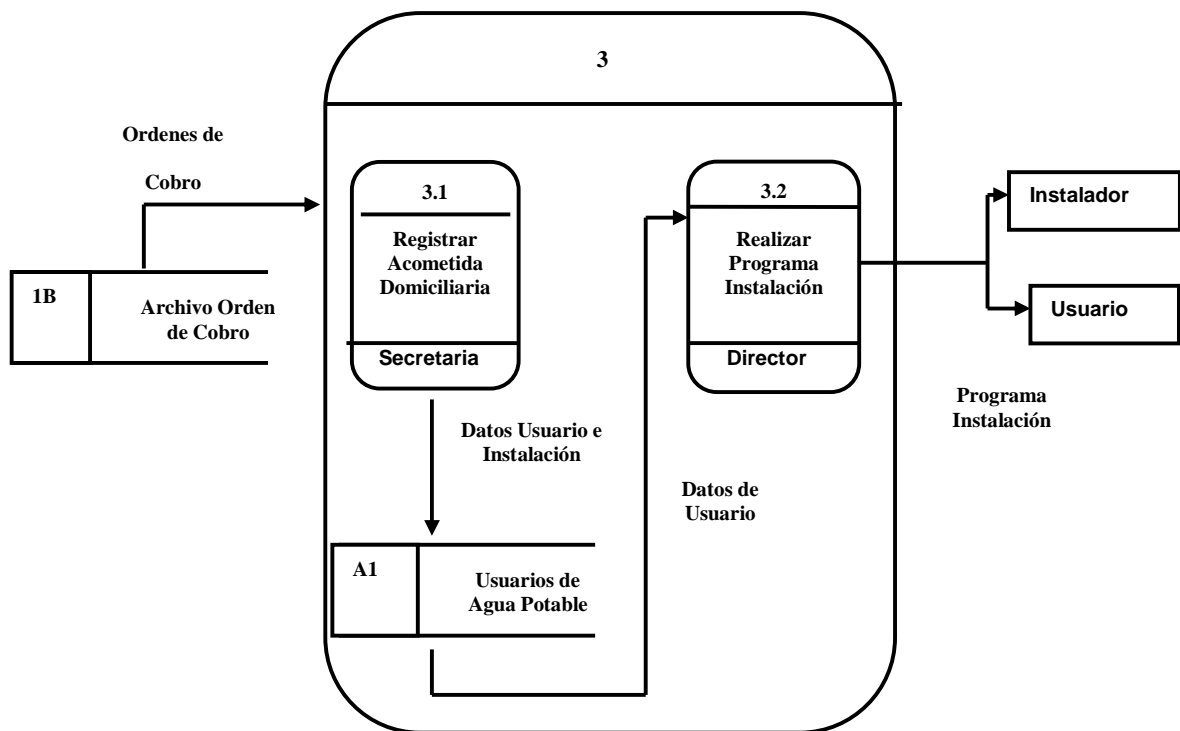 3
Ordenes de
Cobro
1B
Archivo Orden
de Cobro
3.1
Registrar
Acometida
Domiciliaria
Secretaria
Datos Usuario e
Instalación
A1
Usuarios de
Agua Potable
Datos de
Usuario
3.2
Realizar
Programa
Instalación
Director
Instalador
Usuario
Programa
Instalación